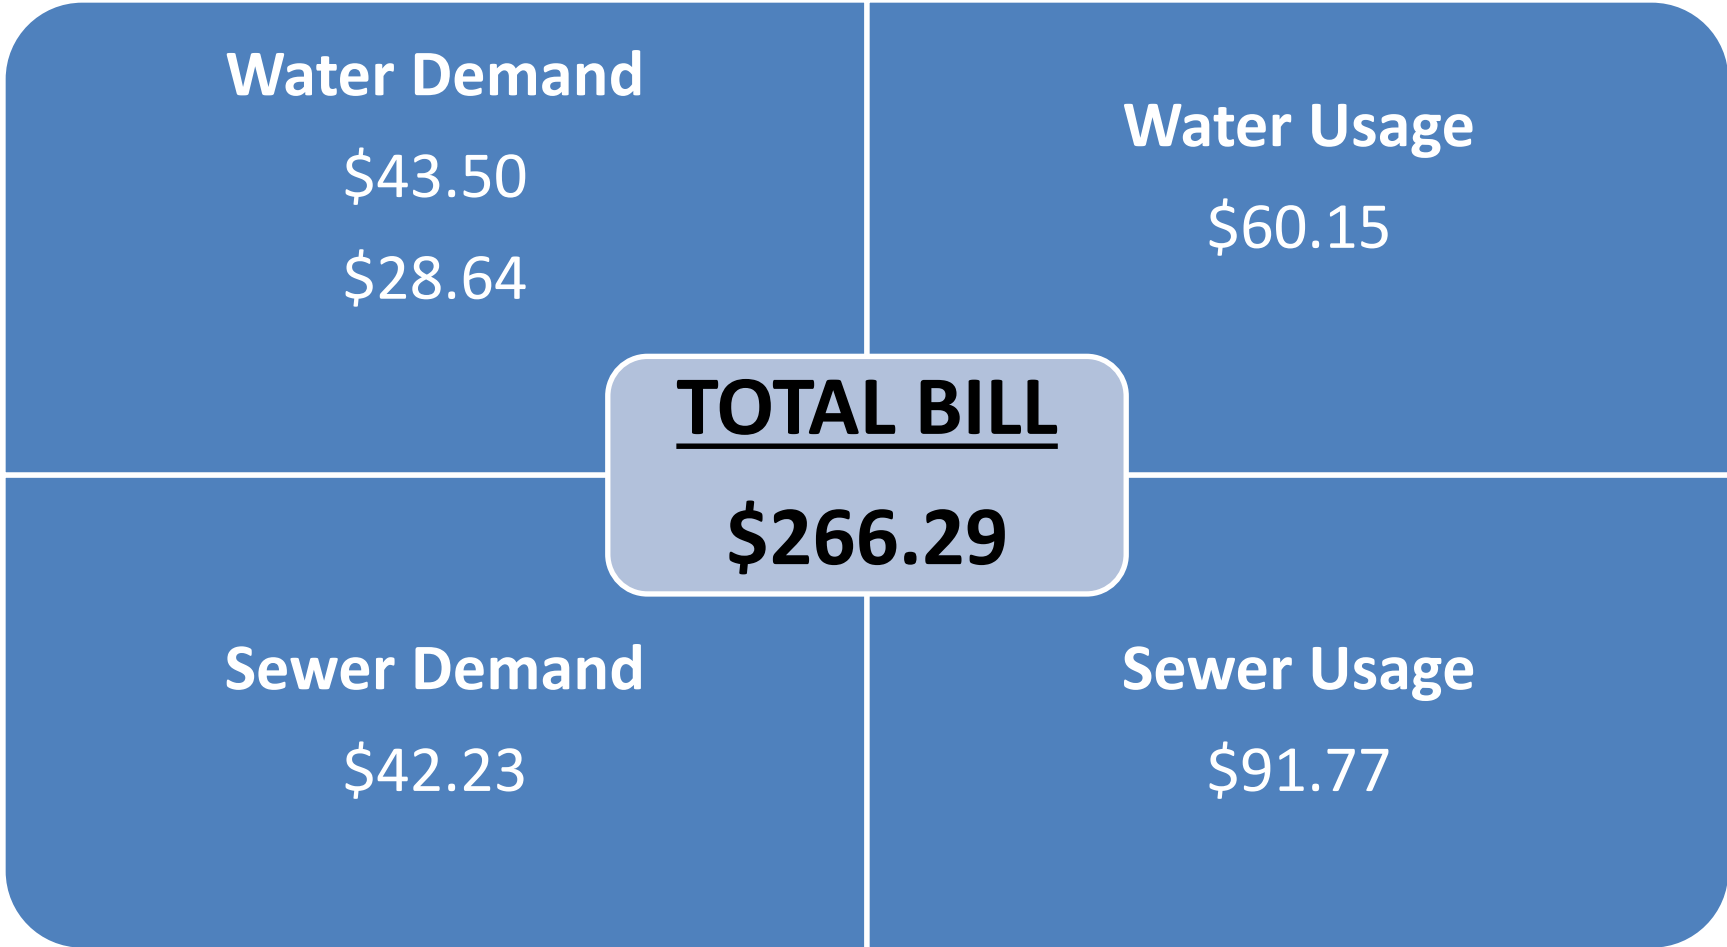 Water Demand
$43.50
$28.64
Water Usage
$60.15
TOTAL BILL
$266.29
Sewer Demand
$42.23
Sewer Usage
$91.77